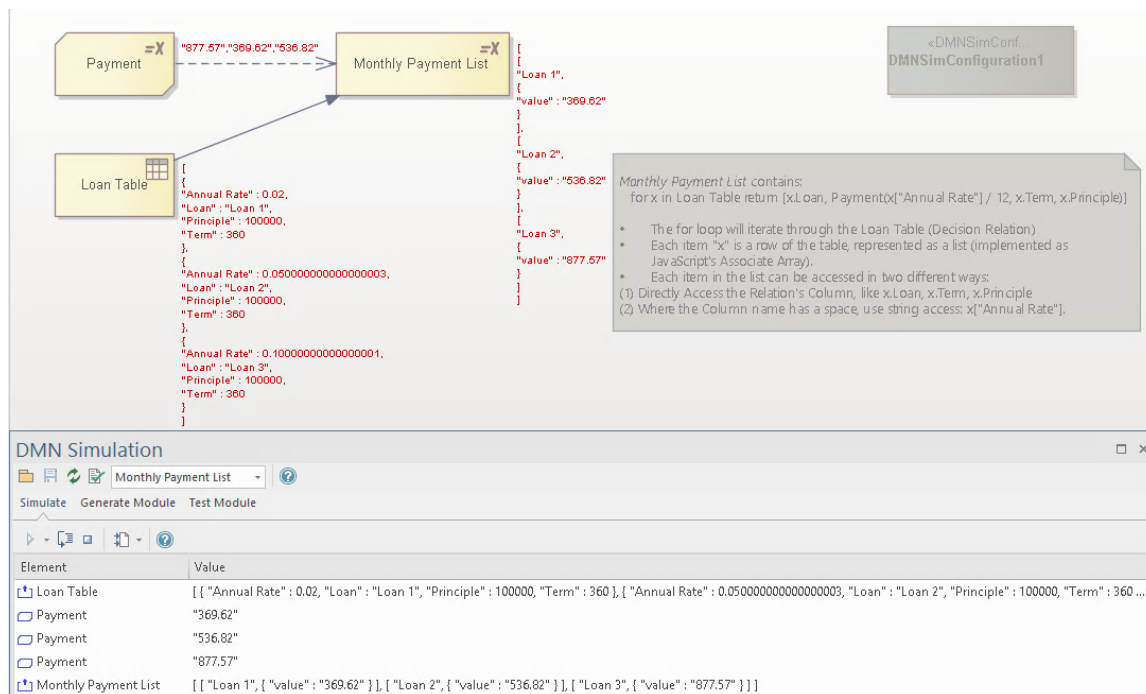 =X
=X
"877.57","369.62","536.82"
Payment
Monthly Payment List
«DMNSimConf...
DMNSimConfiguration1
[
[
"Loan 1",
{
"value" : "369.62"
}
],
[
"Loan 2",
{
"value" : "536.82"
}
],
[
"Loan 3",
{
"value" : "877.57"
}
]
]
Loan Table
[
{
"Annual Rate" : 0.02,
"Loan" : "Loan 1",
"Principle" : 100000,
"Term" : 360
},
{
"Annual Rate" : 0.050000000000000003,
"Loan" : "Loan 2",
"Principle" : 100000,
"Term" : 360
},
{
"Annual Rate" : 0.10000000000000001,
"Loan" : "Loan 3",
"Principle" : 100000,
"Term" : 360
}
]
Monthly Payment List contains:
for x in Loan Table return [x.Loan, Payment(x["Annual Rate"] / 12, x.Term, x.Principle)]
• The for loop will iterate through the Loan Table (Decision Relation)
• Each item "x" is a row of the table, represented as a list (implemented as
JavaScript's Associate Array).
• Each item in the list can be accessed in two different ways:
(1) Directly Access the Relation's Column, like x.Loan, x.Term, x.Principle
(2) Where the Column name has a space, use string access: x["Annual Rate"].
DMN Simulation
Monthly Payment List
Simulate Generate Module Test Module
Element Value
Loan Table [ { "Annual Rate" : 0.02, "Loan" : "Loan 1", "Principle" : 100000, "Term" : 360 }, { "Annual Rate" : 0.050000000000000003, "Loan" : "Loan 2", "Principle" : 100000, "Term" : 360 ...
Payment "369.62"
Payment "536.82"
Payment "877.57"
Monthly Payment List [ [ "Loan 1", { "value" : "369.62" } ], [ "Loan 2", { "value" : "536.82" } ], [ "Loan 3", { "value" : "877.57" } ] ]